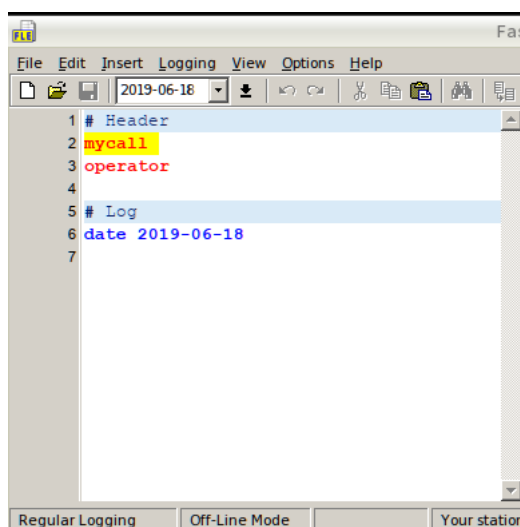 FLE
Fas
File Edit Insert Logging View Options Help
2019-06-18
1 # Header
2 mycall
3 operator
4
5 # Log
6 date 2019-06-18
7
Regular Logging Off-Line Mode Your station